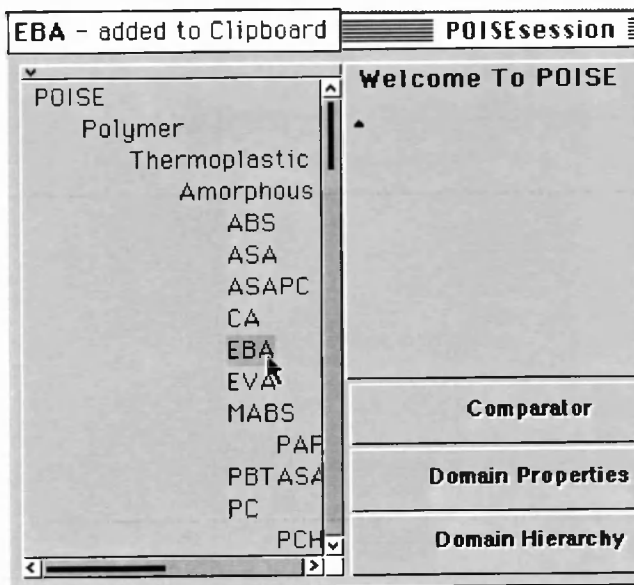 EBA - added to Clipboard
POISEsession
POISE
Polymer
Thermoplastic
Amorphous
ABS
ASA
ASAPC
CA
EBA
EVA
MABS
PAR
PBTASA
PC
PCH
Welcome To POISE
Comparator
Domain Properties
Domain Hierarchy